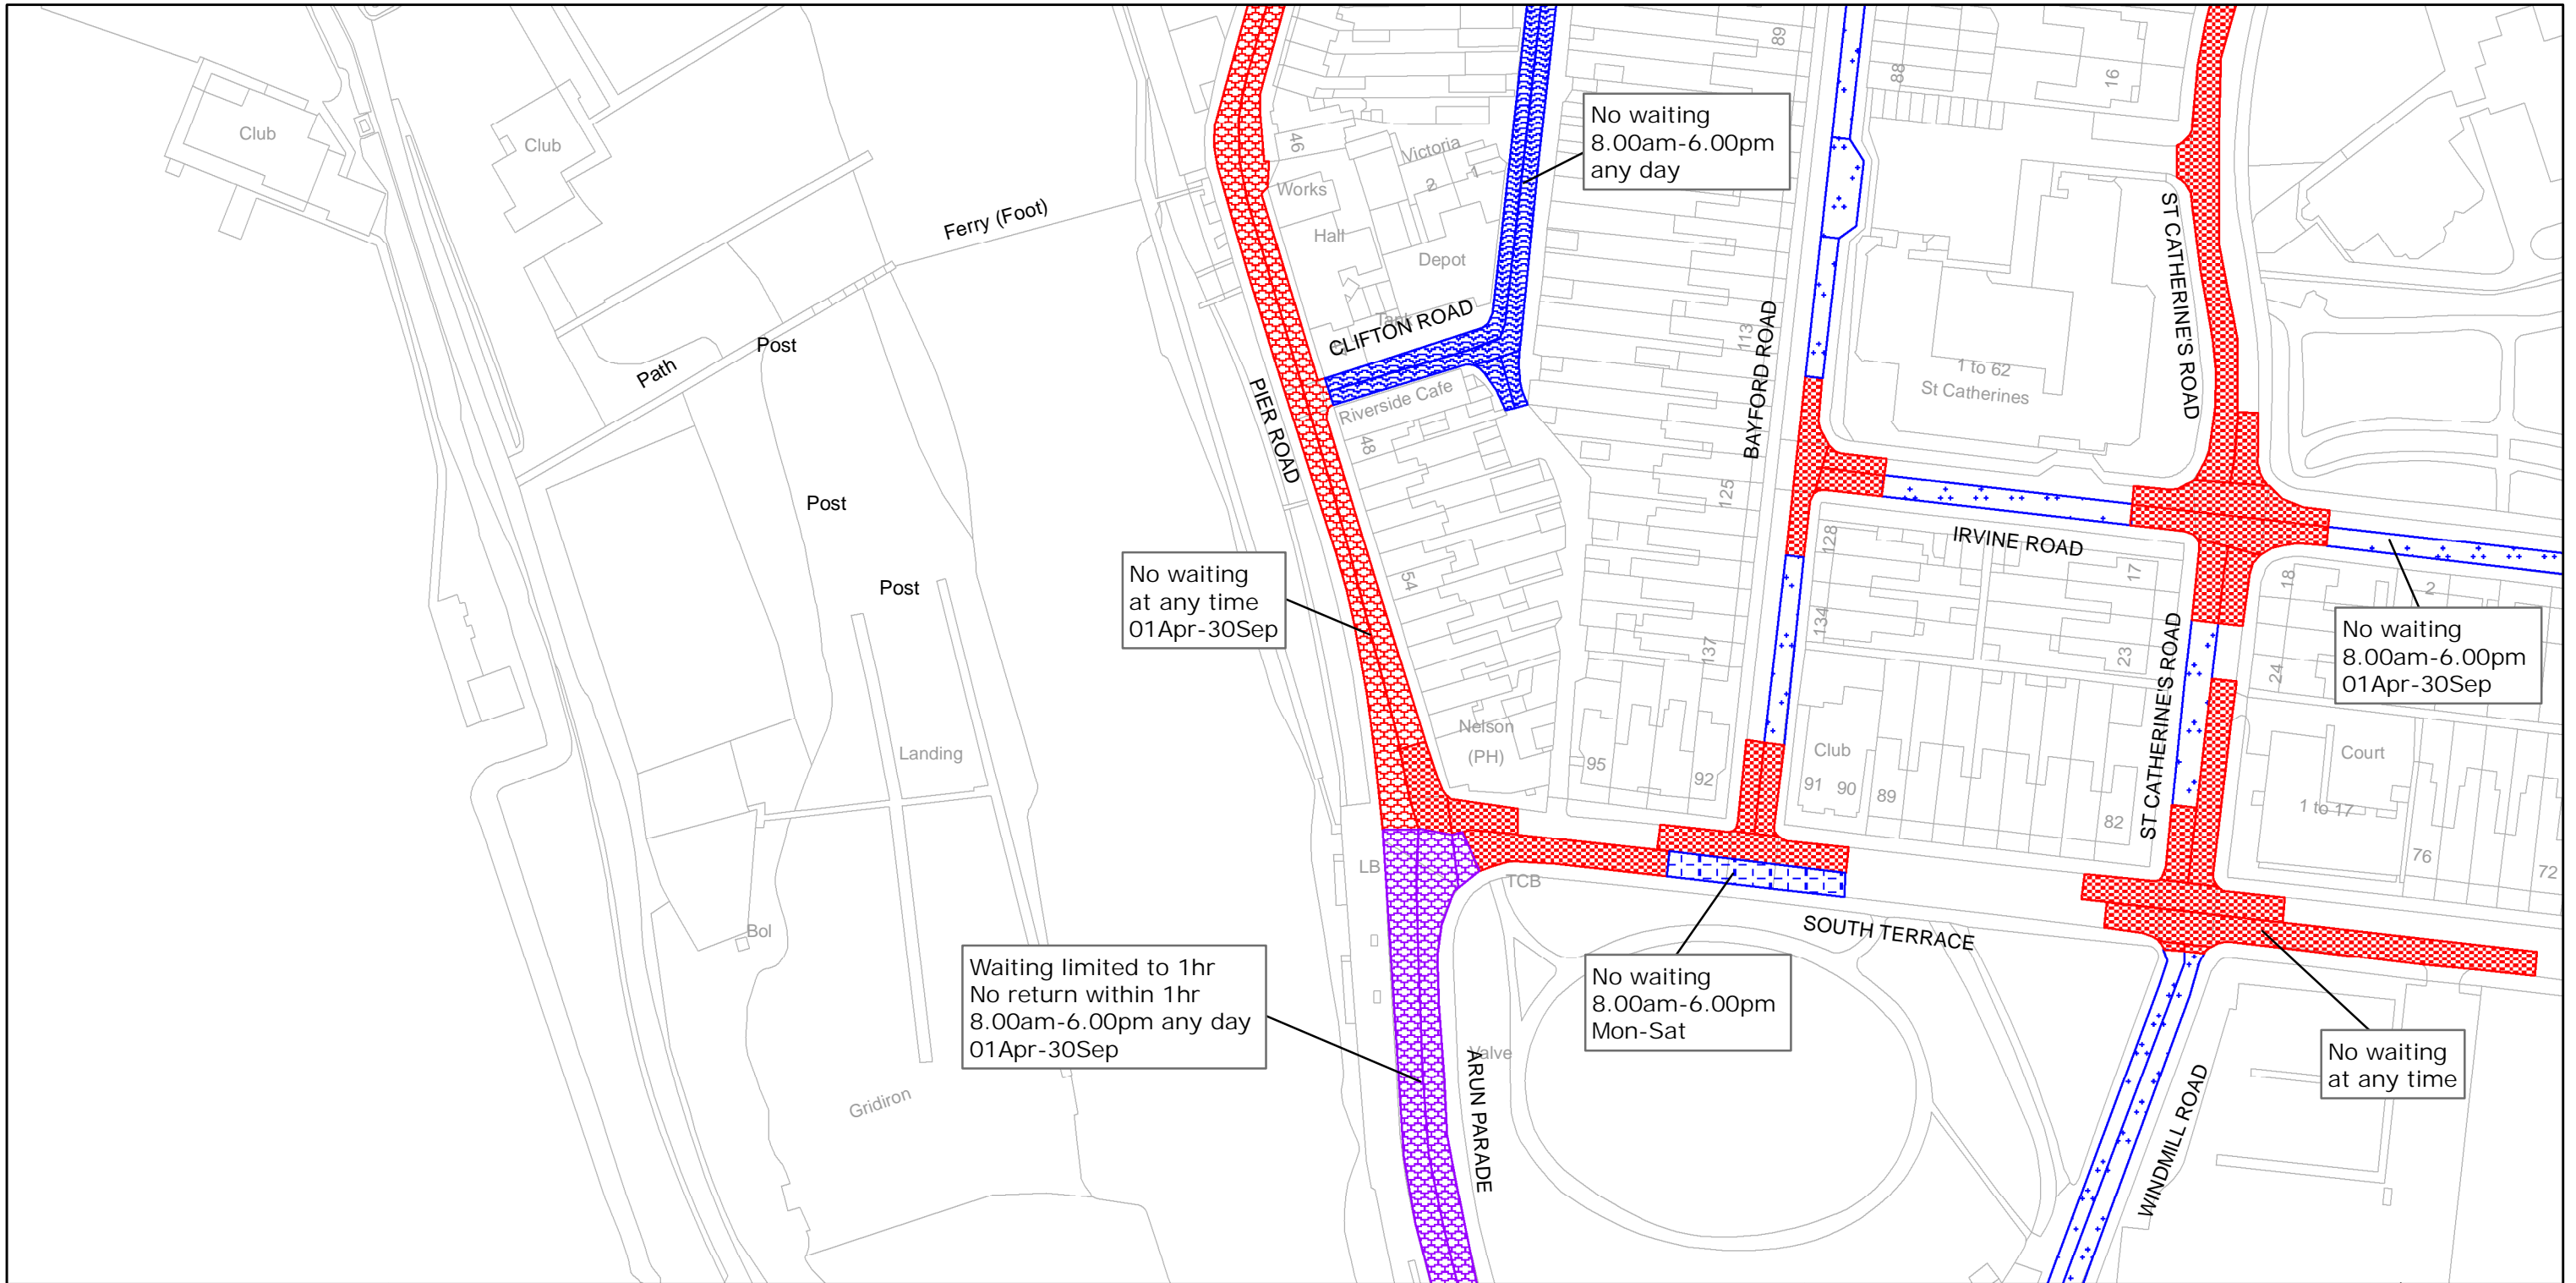 89
88
16
No waiting
8.00am-6.00pm
any day
Club
Club
46
Victoria
2
1
Works
Hall
Depot
Ferry (Foot)
ST CATHERINE'S ROAD
CLIFTON ROAD
Post
Path
PIER ROAD
Riverside Cafe
48
113
BAYFORD ROAD
1 to 62
St Catherines
125
Post
128
IRVINE ROAD
17
18
2
No waiting
at any time
01Apr-30Sep
Post
54
134
137
23
24
ST CATHERINE'S ROAD
No waiting
8.00am-6.00pm
01Apr-30Sep
Landing
Nelson
(PH)
95
92
Club
91
90
89
82
Court
1 to 17
76
72
LB
TCB
Bol
SOUTH TERRACE
Waiting limited to 1hr
No return within 1hr
8.00am-6.00pm any day
01Apr-30Sep
No waiting
8.00am-6.00pm
Mon-Sat
Valve
ARUN PARADE
No waiting
at any time
Gridiron
WINDMILL ROAD